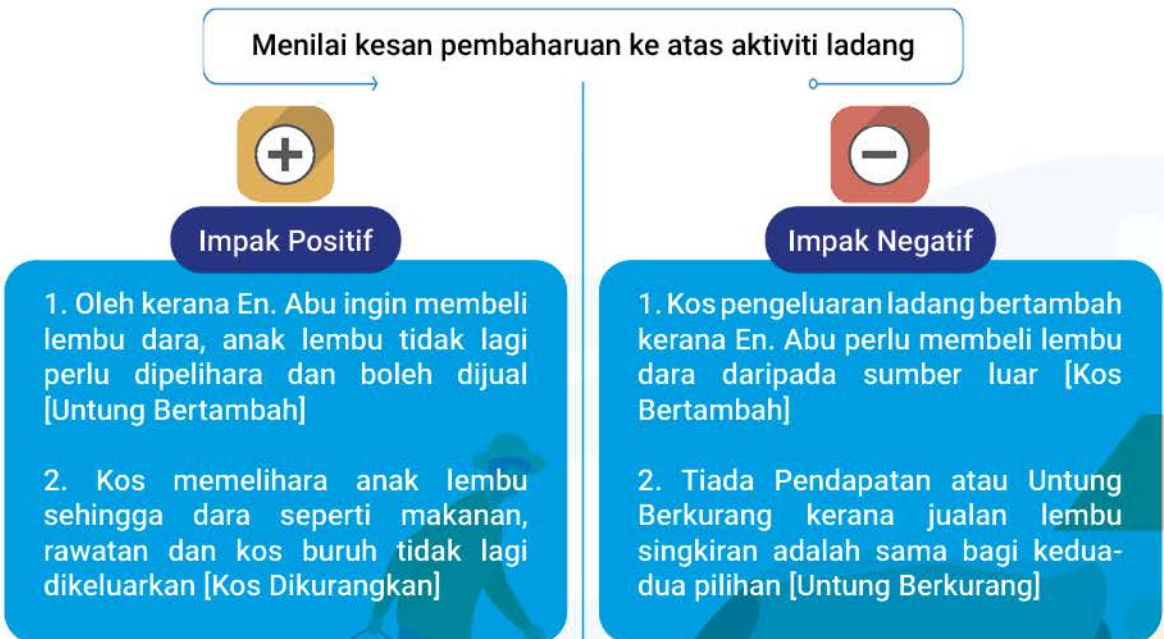 Menilai kesan pembaharuan ke atas aktiviti ladang
Impak Positif
1. Oleh kerana En. Abu ingin membeli
lembu dara, anak lembu tidak lagi
perlu dipelihara dan boleh dijual
[Untung Bertambah]
2. Kos memelihara anak lembu
sehingga dara seperti makanan,
rawatan dan kos buruh tidak lagi
dikeluarkan [Kos Dikurangkan]
Impak Negatif
1. Kos pengeluaran ladang bertambah
kerana En. Abu perlu membeli lembu
dara daripada sumber luar [Kos
Bertambah]
2. Tiada Pendapatan atau Untung
Berkurang kerana jualan lembu
singkiran adalah sama bagi kedua-
dua pilihan [Untung Berkurang]